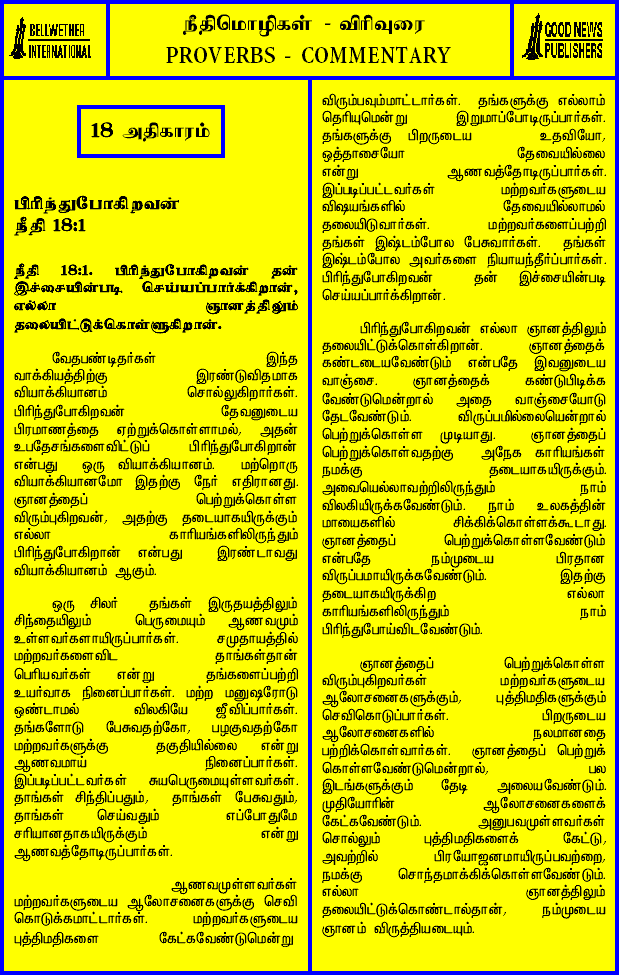 BELLWETHER
INTERNATIONAL
நீதிமொழிகள் - விரிவுரை
PROVERBS - COMMENTARY
GOOD NEWS
PUBLISHERS
18 அதிகாரம்
பிரிந்துபோகிறவன்
நீதி 18:1
நீதி 18:1. பிரிந்துபோகிறவன் தன்
இச்சையின்படி செய்யப்பார்க்கிறான்,
எல்லா ஞானத்திலும்
தலையிட்டுக்கொள்ளுகிறான்.
வேதபண்டிதர்கள் இந்த
வாக்கியத்திற்கு இரண்டுவிதமாக
வியாக்கியானம் சொல்லுகிறார்கள்.
பிரிந்துபோகிறவன் தேவனுடைய
பிரமாணத்தை ஏற்றுக்கொள்ளாமல், அதன்
உபதேசங்களைவிட்டுப் பிரிந்துபோகிறான்
என்பது ஒரு வியாக்கியானம். மற்றொரு
வியாக்கியானமோ இதற்கு நேர் எதிரானது.
ஞானத்தைப் பெற்றுக்கொள்ள
விரும்புகிறவன், அதற்கு தடையாகயிருக்கும்
எல்லா காரியங்களிலிருந்தும்
பிரிந்துபோகிறான் என்பது இரண்டாவது
வியாக்கியானம் ஆகும்.
ஒரு சிலர் தங்கள் இருதயத்திலும்
சிந்தையிலும் பெருமையும் ஆணவமும்
உள்ளவர்களாயிருப்பார்கள். சமுதாயத்தில்
மற்றவர்களைவிட தாங்கள்தான்
பெரியவர்கள் என்று தங்களைப்பற்றி
உயர்வாக நினைப்பார்கள். மற்ற மனுஷரோடு
ஒண்டாமல் விலகியே ஜீவிப்பார்கள்.
தங்களோடு பேசுவதற்கோ, பழகுவதற்கோ
மற்றவர்களுக்கு தகுதியில்லை என்று
ஆணவமாய் நினைப்பார்கள்.
இப்படிப்பட்டவர்கள் சுயபெருமையுள்ளவர்கள்.
தாங்கள் சிந்திப்பதும், தாங்கள் பேசுவதும்,
தாங்கள் செய்வதும் எப்போதுமே
சரியானதாகயிருக்கும் என்று
ஆணவத்தோடிருப்பார்கள்.
ஆணவமுள்ளவர்கள்
மற்றவர்களுடைய ஆலோசனைகளுக்கு செவி
கொடுக்கமாட்டார்கள். மற்றவர்களுடைய
புத்திமதிகளை கேட்கவேண்டுமென்று
விரும்பவும்மாட்டார்கள். தங்களுக்கு எல்லாம்
தெரியுமென்று இறுமாப்போடிருப்பார்கள்.
தங்களுக்கு பிறருடைய உதவியோ,
ஒத்தாசையோ தேவையில்லை
என்று ஆணவத்தோடிருப்பார்கள்.
இப்படிப்பட்டவர்கள் மற்றவர்களுடைய
விஷயங்களில் தேவையில்லாமல்
தலையிடுவார்கள். மற்றவர்களைப்பற்றி
தங்கள் இஷ்டம்போல பேசுவார்கள். தங்கள்
இஷ்டம்போல அவர்களை நியாயந்தீர்ப்பார்கள்.
பிரிந்துபோகிறவன் தன் இச்சையின்படி
செய்யப்பார்க்கிறான்.
பிரிந்துபோகிறவன் எல்லா ஞானத்திலும்
தலையிட்டுக்கொள்கிறான். ஞானத்தைக்
கண்டடையவேண்டும் என்பதே இவனுடைய
வாஞ்சை. ஞானத்தைக் கண்டுபிடிக்க
வேண்டுமென்றால் அதை வாஞ்சையோடு
தேடவேண்டும். விருப்பமில்லையென்றால்
பெற்றுக்கொள்ள முடியாது. ஞானத்தைப்
பெற்றுக்கொள்வதற்கு அநேக காரியங்கள்
நமக்கு தடையாகயிருக்கும்.
அவையெல்லாவற்றிலிருந்தும் நாம்
விலகியிருக்கவேண்டும். நாம் உலகத்தின்
மாயைகளில் சிக்கிக்கொள்ளக்கூடாது.
ஞானத்தைப் பெற்றுக்கொள்ளவேண்டும்
என்பதே நம்முடைய பிரதான
விருப்பமாயிருக்கவேண்டும். இதற்கு
தடையாகயிருக்கிற எல்லா
காரியங்களிலிருந்தும் நாம்
பிரிந்துபோய்விடவேண்டும்.
ஞானத்தைப் பெற்றுக்கொள்ள
விரும்புகிறவர்கள் மற்றவர்களுடைய
ஆலோசனைகளுக்கும், புத்திமதிகளுக்கும்
செவிகொடுப்பார்கள். பிறருடைய
ஆலோசனைகளில் நலமானதை
பற்றிக்கொள்வார்கள். ஞானத்தைப் பெற்றுக்
கொள்ளவேண்டுமென்றால், பல
இடங்களுக்கும் தேடி அலையவேண்டும்.
முதியோரின் ஆலோசனைகளைக்
கேட்கவேண்டும். அனுபவமுள்ளவர்கள்
சொல்லும் புத்திமதிகளைக் கேட்டு,
அவற்றில் பிரயோஜனமாயிருப்பவற்றை,
நமக்கு சொந்தமாக்கிக்கொள்ளவேண்டும்.
எல்லா ஞானத்திலும்
தலையிட்டுக்கொண்டால்தான், நம்முடைய
ஞானம் விருத்தியடையும்.